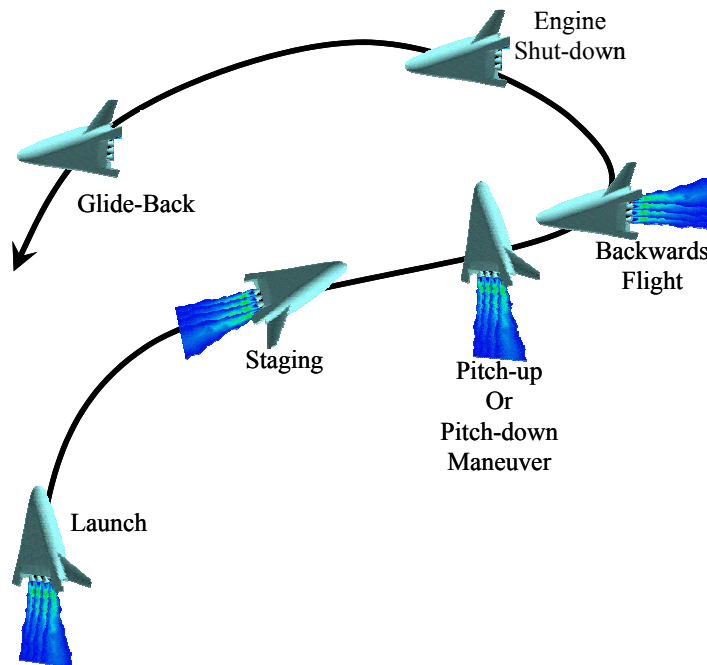 Engine
Shut-down
Glide-Back
Backwards
Flight
Staging
Pitch-up
Or
Pitch-down
Maneuver
Launch